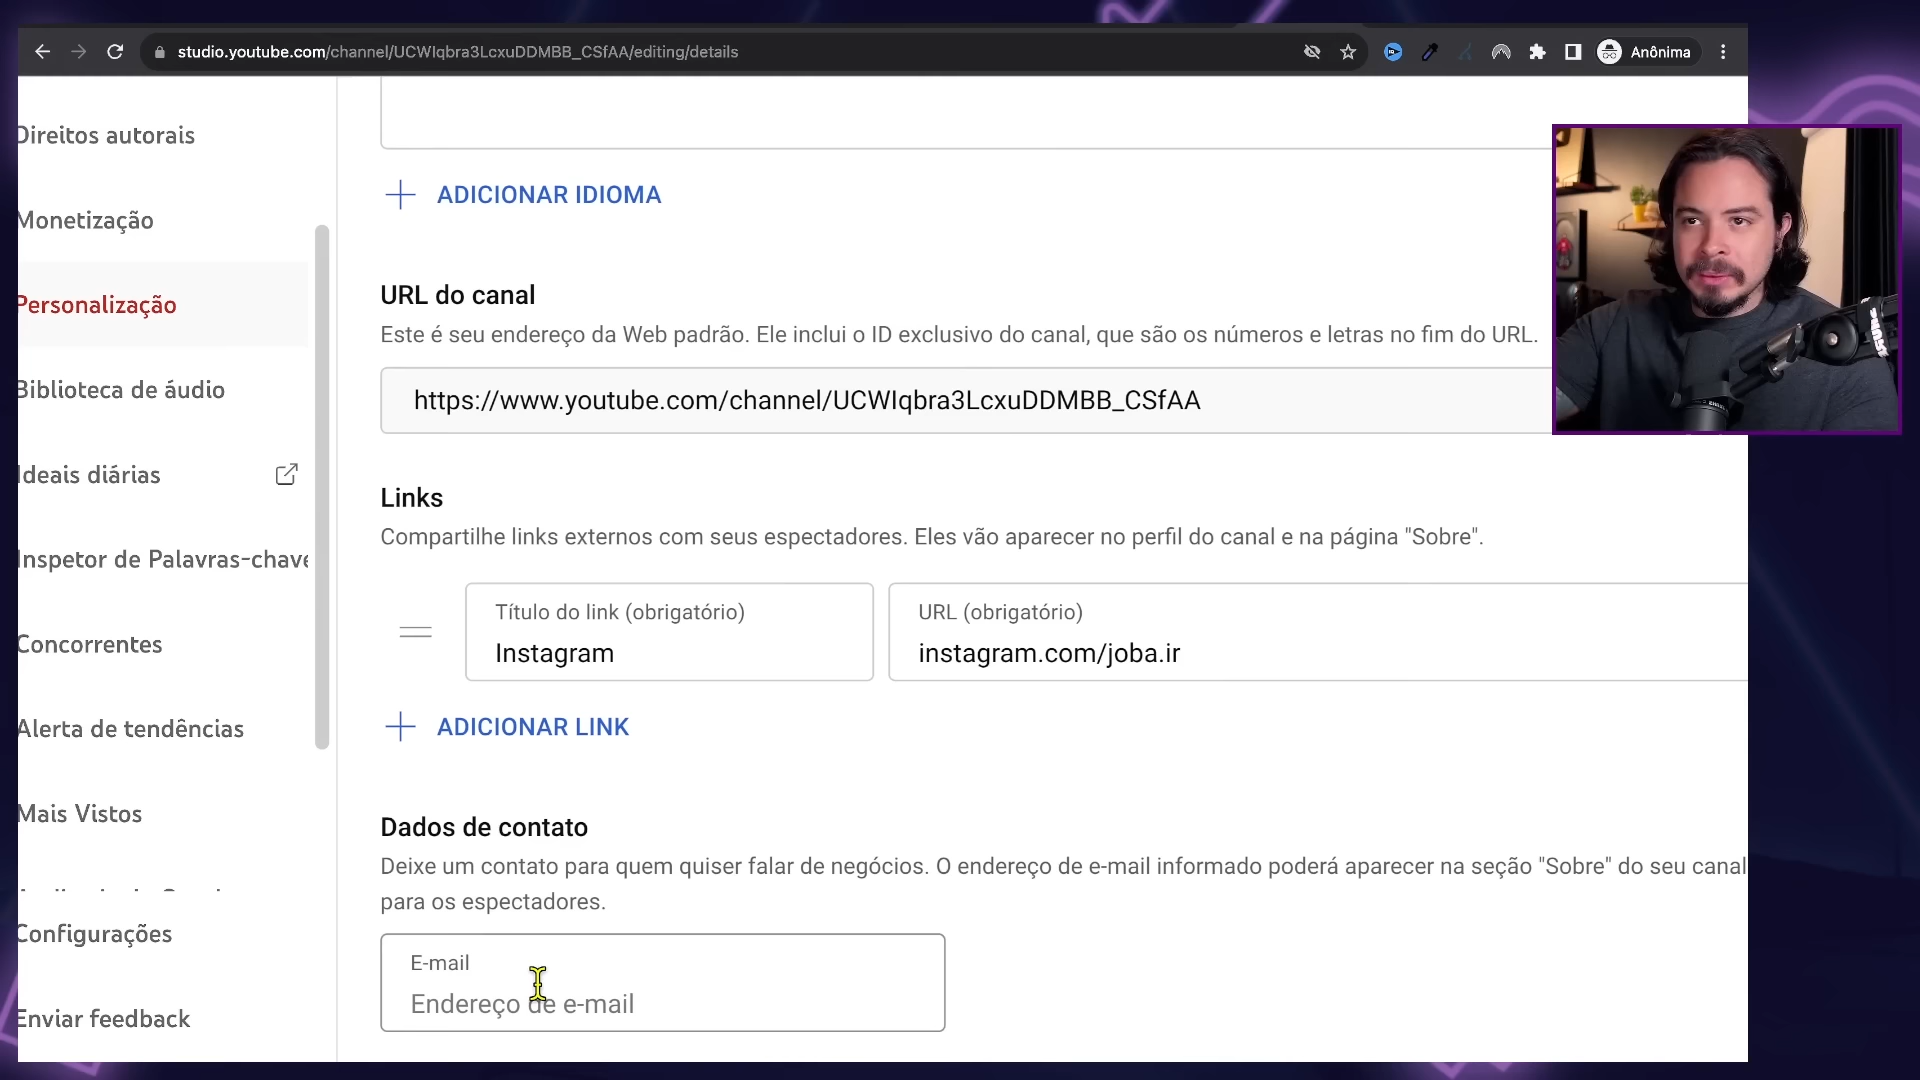 studio.youtube.com/channel/UCWIqbra3LcxuDDMBB_CSfAA/editing/details
Anônima
Direitos autorais
Monetização
Personalização
Biblioteca de áudio
Ideais diárias
Inspetor de Palavras-chave
Concorrentes
Alerta de tendências
Mais Vistos
Configurações
Enviar feedback
ADICIONAR IDIOMA
URL do canal
Este é seu endereço da Web padrão. Ele inclui o ID exclusivo do canal, que são os números e letras no fim do URL.
https://www.youtube.com/channel/UCWIqbra3LcxuDDMBB_CSfAA
Links
Compartilhe links externos com seus espectadores. Eles vão aparecer no perfil do canal e na página "Sobre".
Título do link (obrigatório)
Instagram
URL (obrigatório)
instagram.com/joba.ir
ADICIONAR LINK
Dados de contato
Deixe um contato para quem quiser falar de negócios. O endereço de e-mail informado poderá aparecer na seção "Sobre" do seu canal
para os espectadores.
E-mail
Endereço de e-mail
SHURE